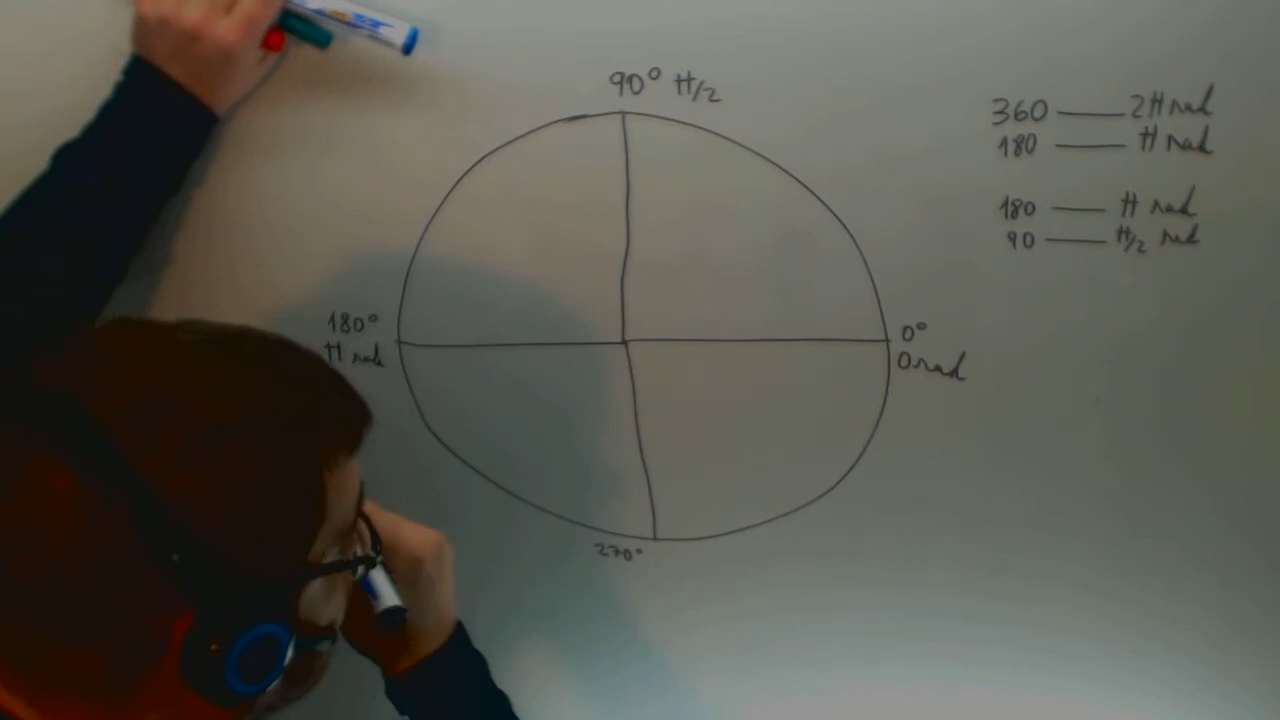 90° π/2
360 — 2π rad
180 — π rad
180 — π rad
90 — π/2 rad
180°
π rad
0°
0 rad
270°